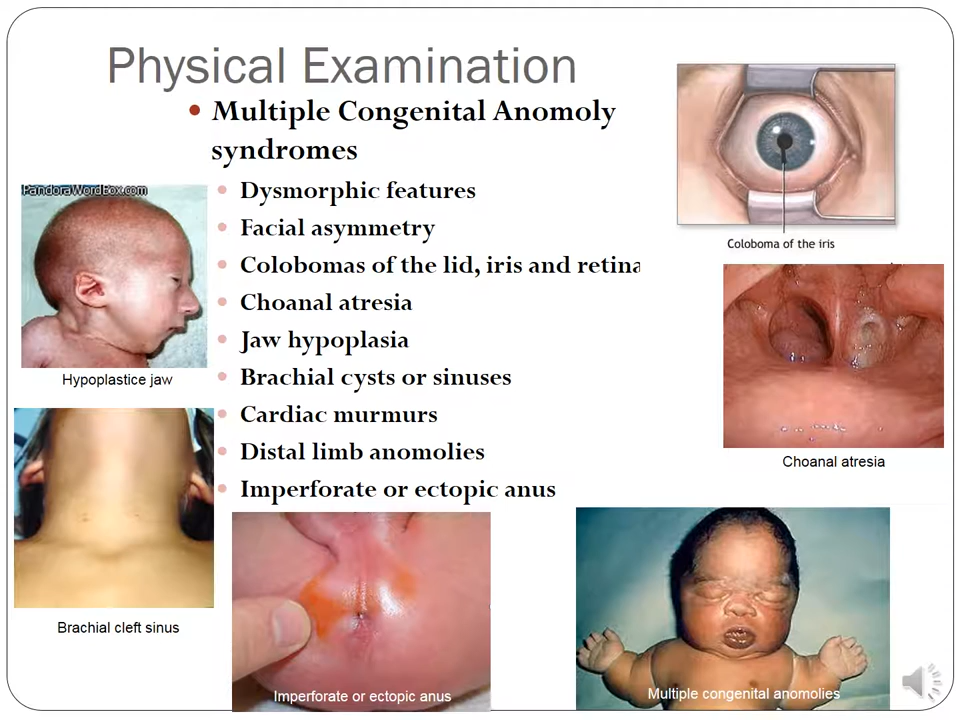 Physical Examination
Multiple Congenital Anomoly
syndromes
Dysmorphic features
Facial asymmetry
Colobomas of the lid, iris and retina
Choanal atresia
Jaw hypoplasia
Brachial cysts or sinuses
Cardiac murmurs
Distal limb anomolies
Imperforate or ectopic anus
PandoraWordBox.com
Hypoplastice jaw
Brachial cleft sinus
Imperforate or ectopic anus
Coloboma of the iris
Choanal atresia
Multiple congenital anomolies